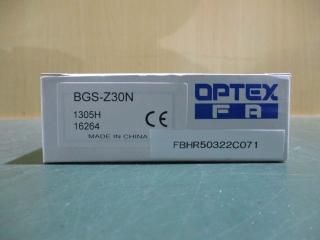 BGS-Z30N
1305H
16264
MADE IN CHINA
CE
OPTEX
FA
FBHR50322C071